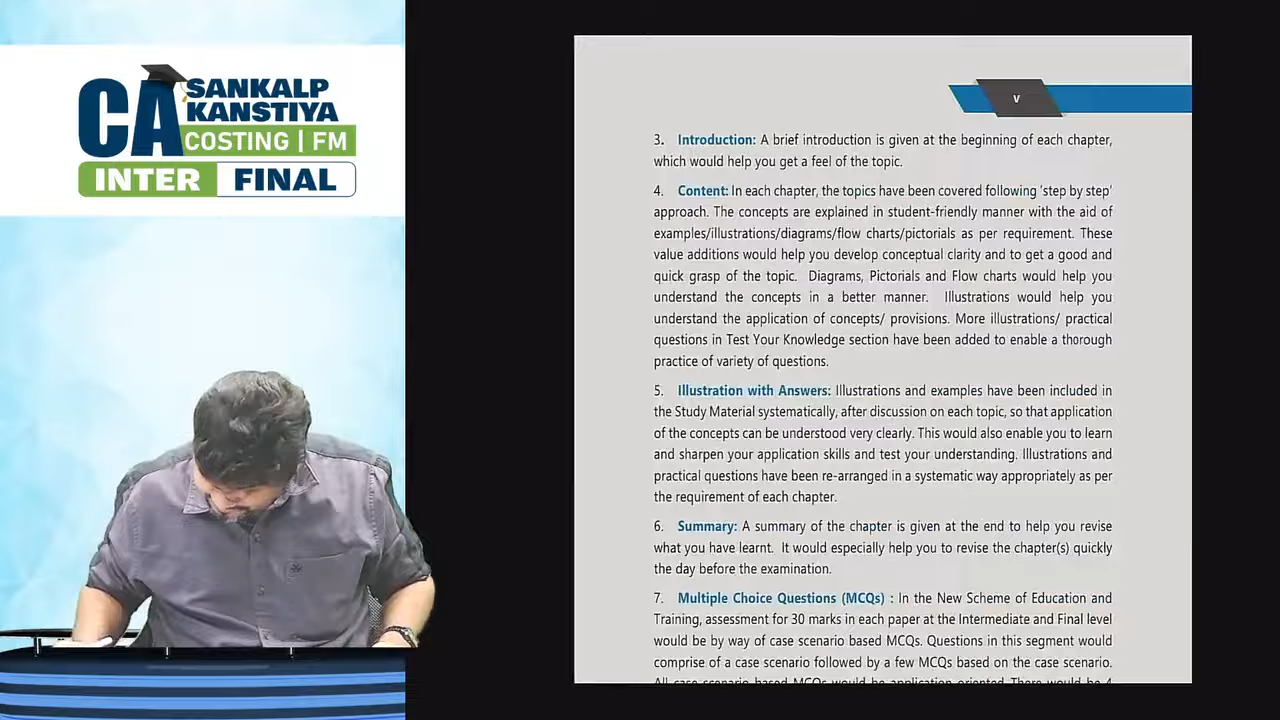 CA
SANKALP
KANSTIYA
COSTING | FM
INTER FINAL
V
3. Introduction: A brief introduction is given at the beginning of each chapter,
which would help you get a feel of the topic.
4. Content: In each chapter, the topics have been covered following 'step by step'
approach. The concepts are explained in student-friendly manner with the aid of
examples/illustrations/diagrams/flow charts/pictorials as per requirement. These
value additions would help you develop conceptual clarity and to get a good and
quick grasp of the topic. Diagrams, Pictorials and Flow charts would help you
understand the concepts in a better manner. Illustrations would help you
understand the application of concepts/ provisions. More illustrations/ practical
questions in Test Your Knowledge section have been added to enable a thorough
practice of variety of questions.
5. Illustration with Answers: Illustrations and examples have been included in
the Study Material systematically, after discussion on each topic, so that application
of the concepts can be understood very clearly. This would also enable you to learn
and sharpen your application skills and test your understanding. Illustrations and
practical questions have been re-arranged in a systematic way appropriately as per
the requirement of each chapter.
6. Summary: A summary of the chapter is given at the end to help you revise
what you have learnt. It would especially help you to revise the chapter(s) quickly
the day before the examination.
7. Multiple Choice Questions (MCQs) : In the New Scheme of Education and
Training, assessment for 30 marks in each paper at the Intermediate and Final level
would be by way of case scenario based MCQs. Questions in this segment would
comprise of a case scenario followed by a few MCQs based on the case scenario.
All case scenario based MCQs would be application oriented. There would be 4